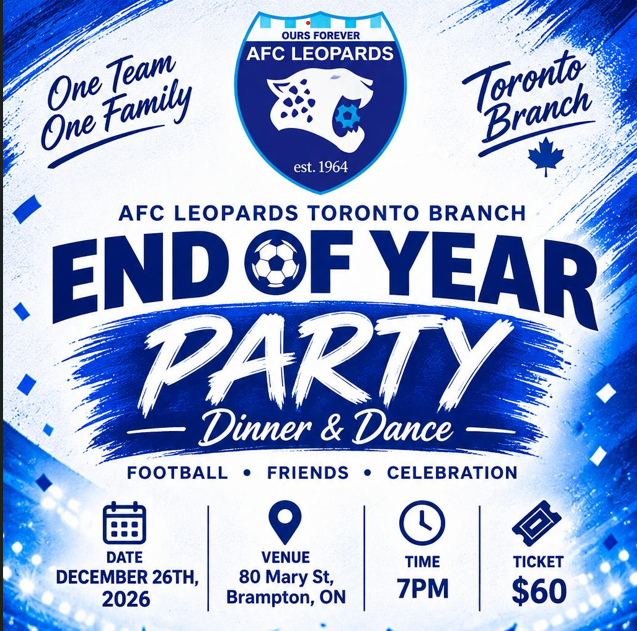 OURS FOREVER
AFC LEOPARDS
est. 1964
One Team
One Family
Toronto
Branch
AFC LEOPARDS TORONTO BRANCH
END OF YEAR
PARTY
Dinner & Dance
FOOTBALL • FRIENDS • CELEBRATION
DATE
DECEMBER 26TH,
2026
VENUE
80 Mary St,
Brampton, ON
TIME
7PM
TICKET
$60